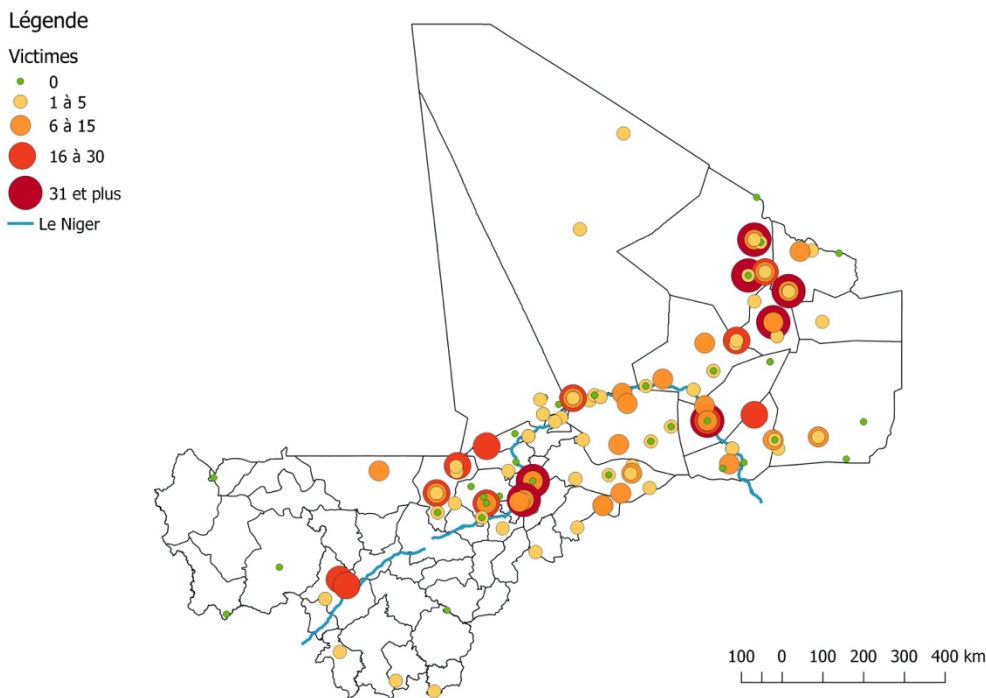 Légende
Victimes
0
1 à 5
6 à 15
16 à 30
31 et plus
Le Niger
100 0 100 200 300 400 km